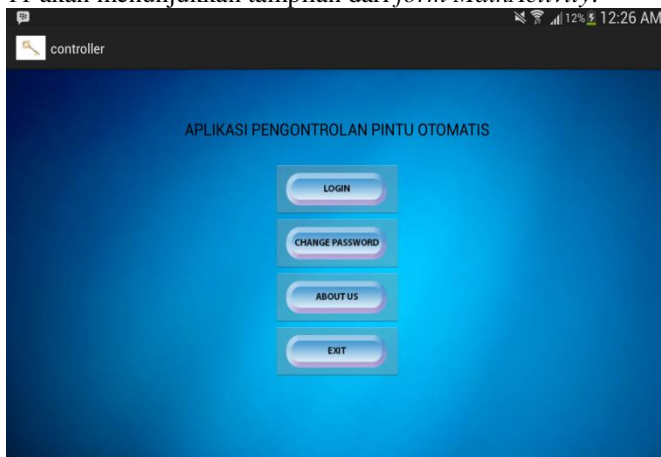 11 akan menunjukkan tampilan dari form MainActivity.
12% 12:26 AM
controller
APLIKASI PENGONTROLAN PINTU OTOMATIS
LOGIN
CHANGE PASSWORD
ABOUT US
EXIT